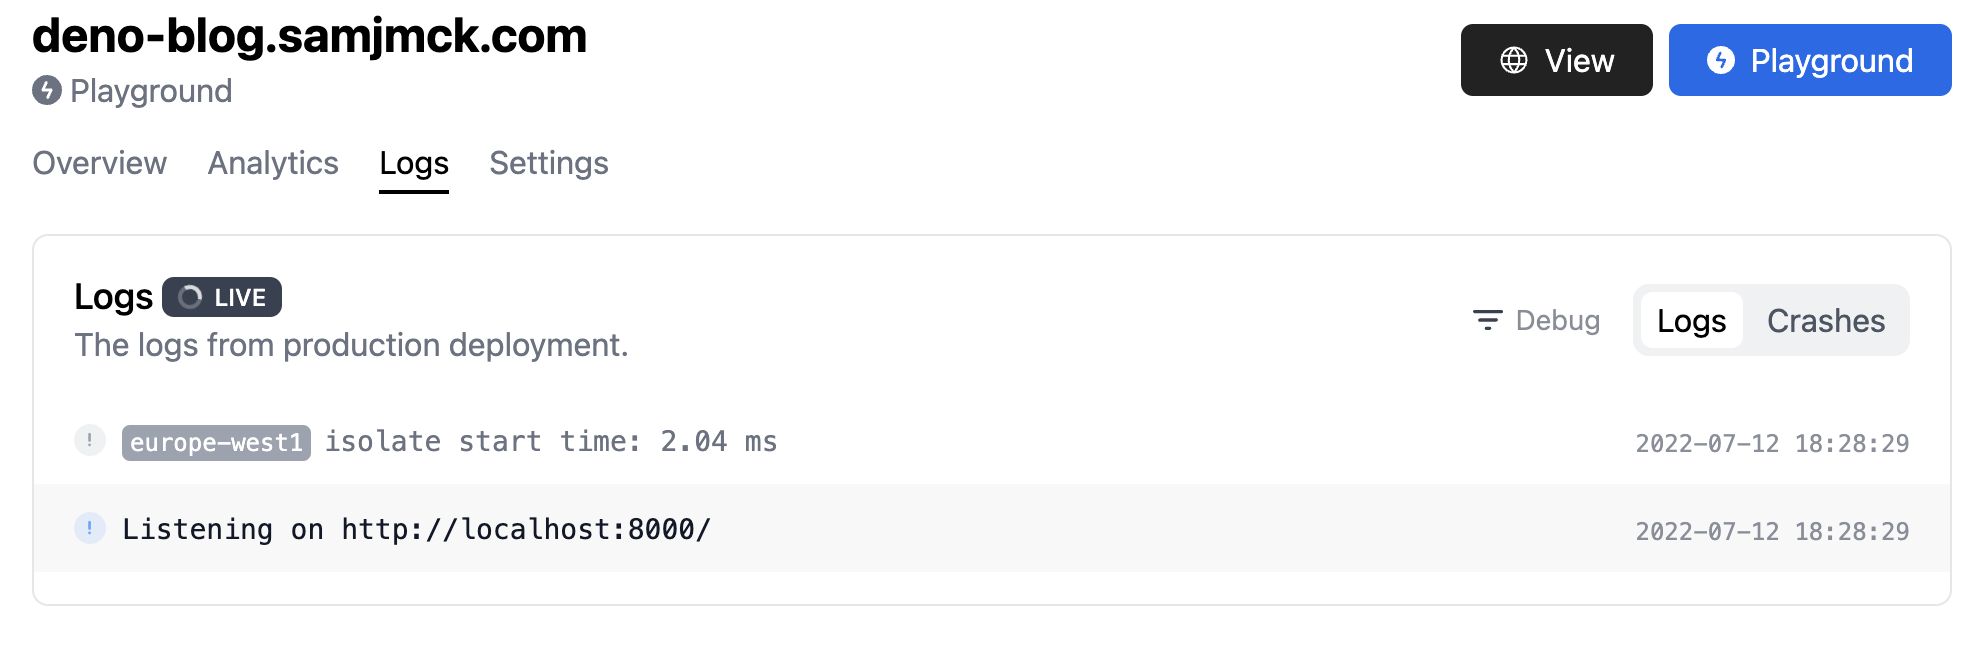 deno-blog.samjmck.com
View
Playground
Playground
Overview Analytics Logs Settings
Logs LIVE
The logs from production deployment.
Debug
Logs Crashes
! europe-west1 isolate start time: 2.04 ms 2022-07-12 18:28:29
! Listening on http://localhost:8000/ 2022-07-12 18:28:29